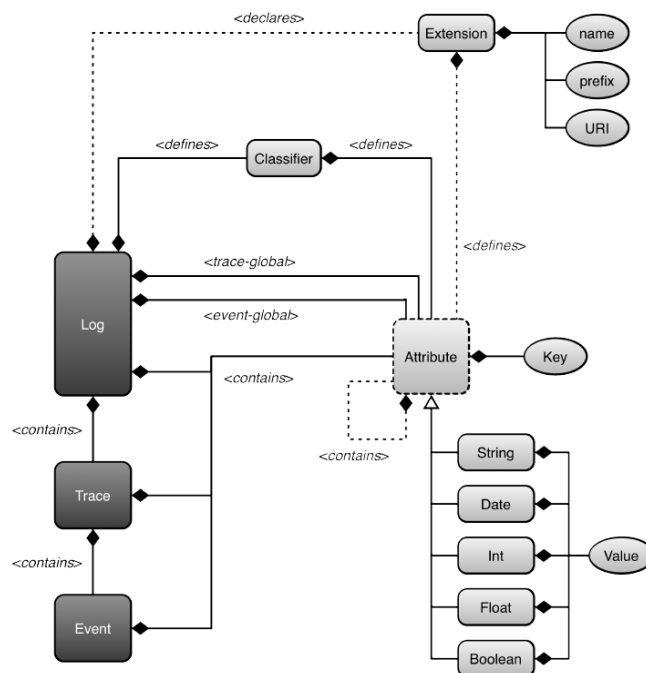 <declares>
Extension
name
prefix
URI
<defines>
Classifier
<defines>
<defines>
<trace-global>
<event-global>
Log
Attribute
Key
<contains>
<contains>
<contains>
String
Trace
Date
<contains>
Int
Value
Float
Event
Boolean